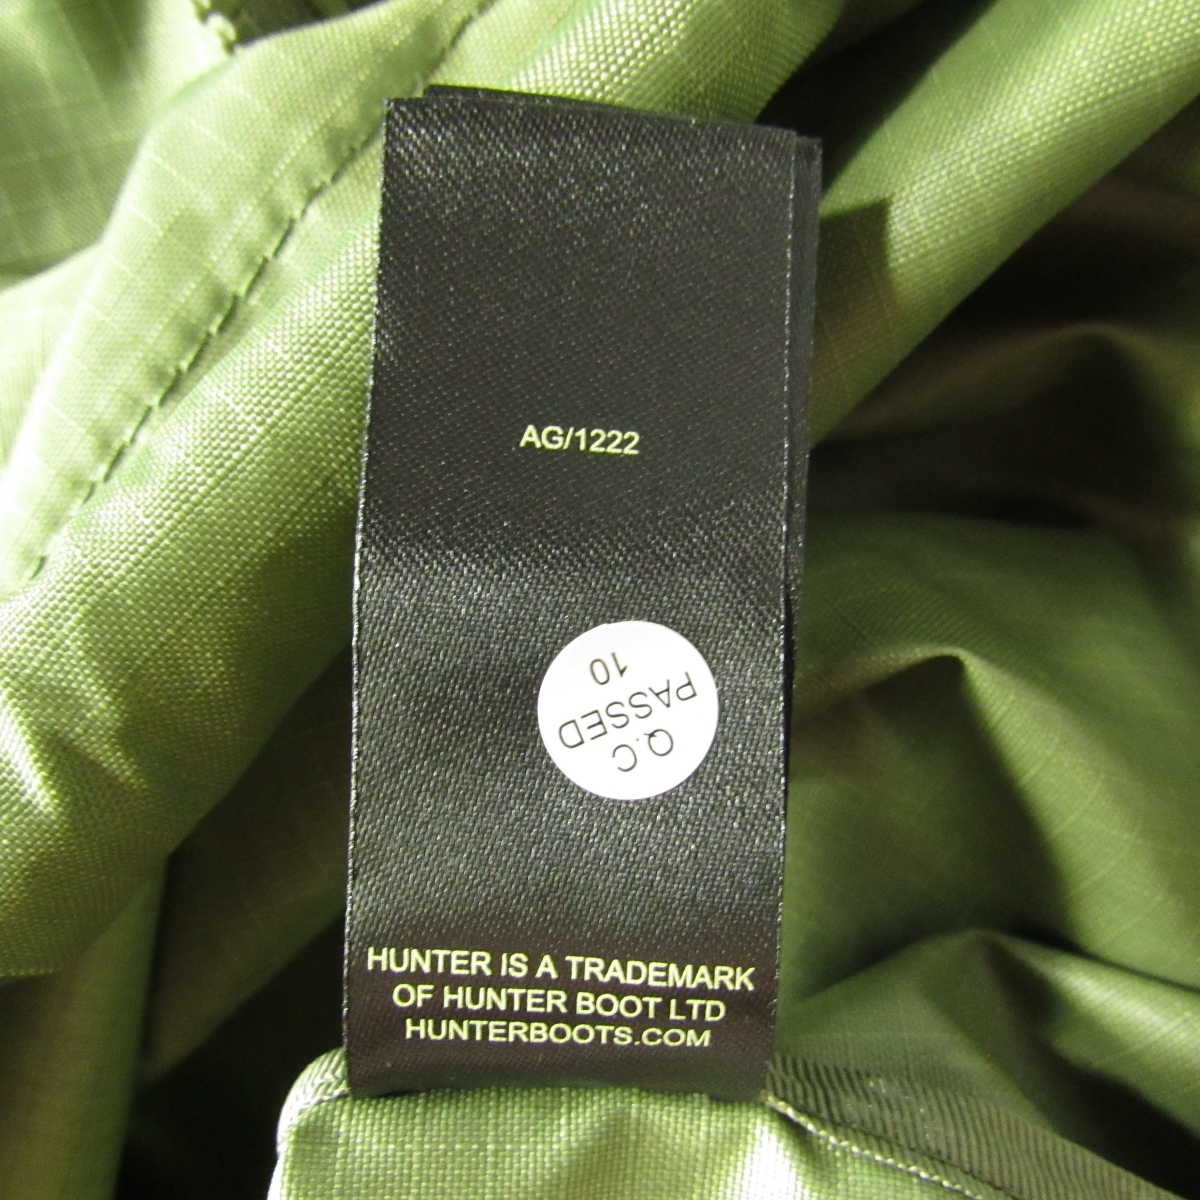 AG/1222
Q.C
PASSED
10
HUNTER IS A TRADEMARK
OF HUNTER BOOT LTD
HUNTERBOOTS.COM